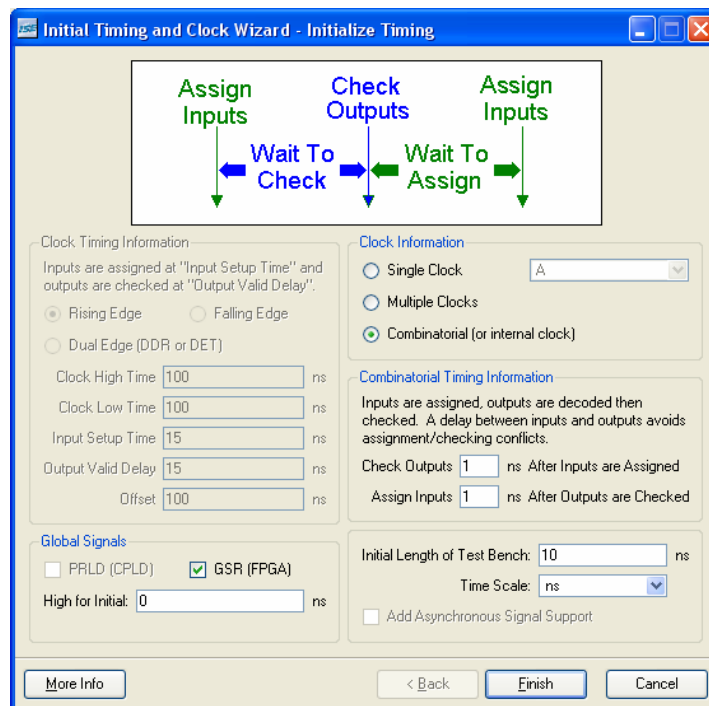 ISE Initial Timing and Clock Wizard - Initialize Timing
Assign Inputs
Check Outputs
Assign Inputs
Wait To Check
Wait To Assign
Clock Timing Information
Inputs are assigned at "Input Setup Time" and
outputs are checked at "Output Valid Delay".
Rising Edge
Falling Edge
Dual Edge (DDR or DET)
Clock High Time 100 ns
Clock Low Time 100 ns
Input Setup Time 15 ns
Output Valid Delay 15 ns
Offset 100 ns
Global Signals
PRLD (CPLD)
GSR (FPGA)
High for Initial: 0 ns
Clock Information
Single Clock A
Multiple Clocks
Combinatorial (or internal clock)
Combinatorial Timing Information
Inputs are assigned, outputs are decoded then
checked. A delay between inputs and outputs avoids
assignment/checking conflicts.
Check Outputs 1 ns After Inputs are Assigned
Assign Inputs 1 ns After Outputs are Checked
Initial Length of Test Bench: 10 ns
Time Scale: ns
Add Asynchronous Signal Support
More Info
< Back
Finish
Cancel